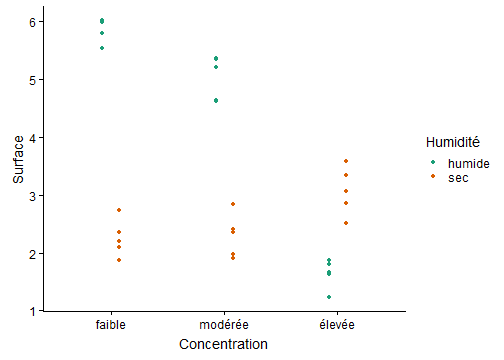 6
5
4
3
2
1
Surface
faible modérée élevée
Concentration
Humidité
humide
sec